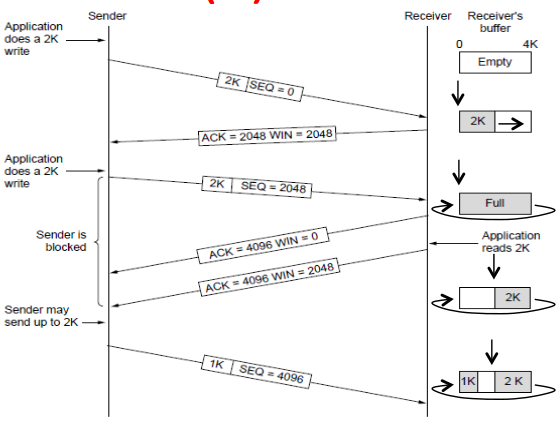 Sender
Receiver
Receiver's
buffer
Application
does a 2K
write
0
4K
Empty
2K
SEQ = 0
2K
ACK = 2048 WIN = 2048
Application
does a 2K
write
2K
SEQ = 2048
Full
Sender is
blocked
ACK = 4096 WIN = 0
Application
reads 2K
ACK = 4096 WIN = 2048
2K
Sender may
send up to 2K
1K
SEQ = 4096
1K
2 K